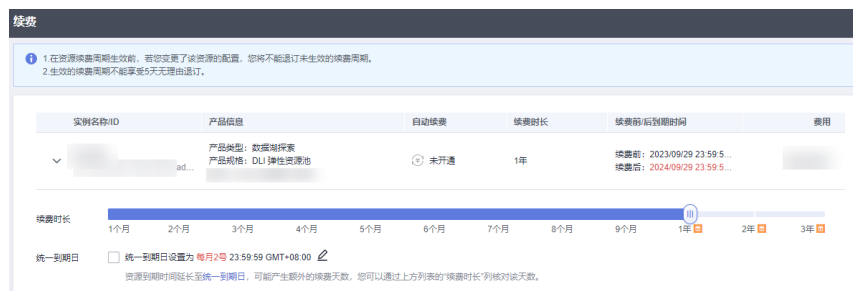 续费
1.在资源续费周期生效前，若您变更了该资源的配置，您将不能退订未生效的续费周期。
2.生效的续费周期不能享受5天无理由退订。
实例名称/ID 产品信息 自动续费 续费时长 续费前/后到期时间 费用
产品类型：数据湖探索
产品规格：DLI 弹性资源池
ad...
未开通
1年
续费前：2023/09/29 23:59:5...
续费后：2024/09/29 23:59:5...
续费时长
1个月 2个月 3个月 4个月 5个月 6个月 7个月 8个月 9个月 1年 2年 3年
统一到期日 统一到期日设置为 每月2号 23:59:59 GMT+08:00
资源到期时间延长至统一到期日，可能产生额外的续费天数，您可以通过上方列表的“续费时长”列核对该天数。